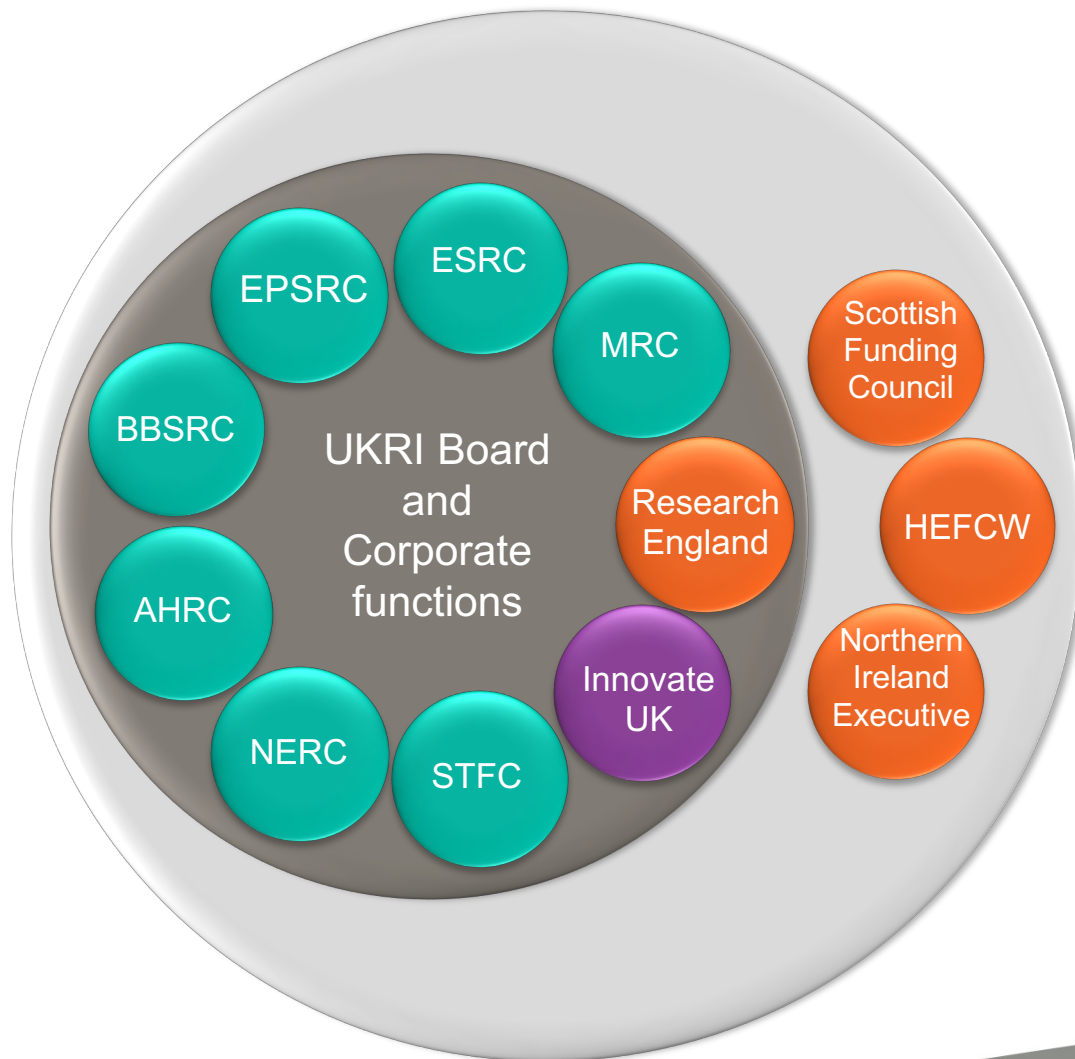 ESRC
EPSRC
MRC
BBSRC
UKRI Board
and
Corporate
functions
Research
England
AHRC
Innovate
UK
NERC
STFC
Scottish
Funding
Council
HEFCW
Northern
Ireland
Executive